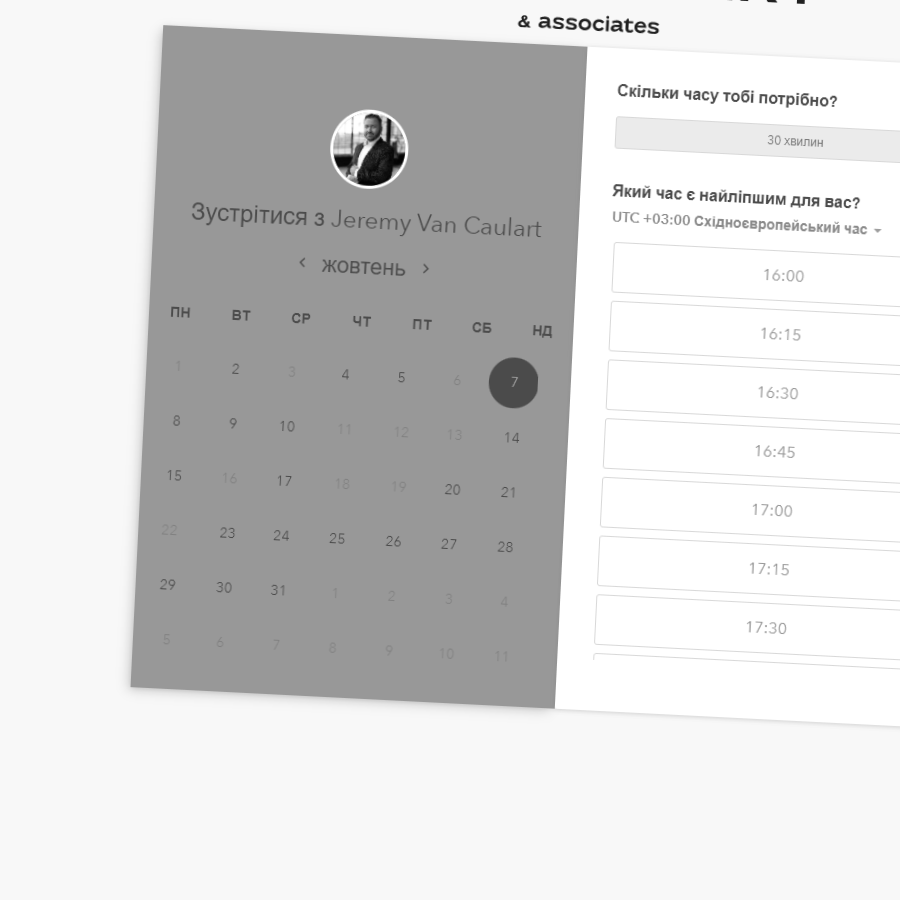 & associates
Зустрітися з Jeremy Van Caulart
жовтень
ПН ВТ СР ЧТ ПТ СБ НД
1 2 3 4 5 6 7
8 9 10 11 12 13 14
15 16 17 18 19 20 21
22 23 24 25 26 27 28
29 30 31 1 2 3 4
5 6 7 8 9 10 11
Скільки часу тобі потрібно?
30 хвилин
Який час є найліпшим для вас?
UTC +03:00 Східноєвропейський час
16:00
16:15
16:30
16:45
17:00
17:15
17:30